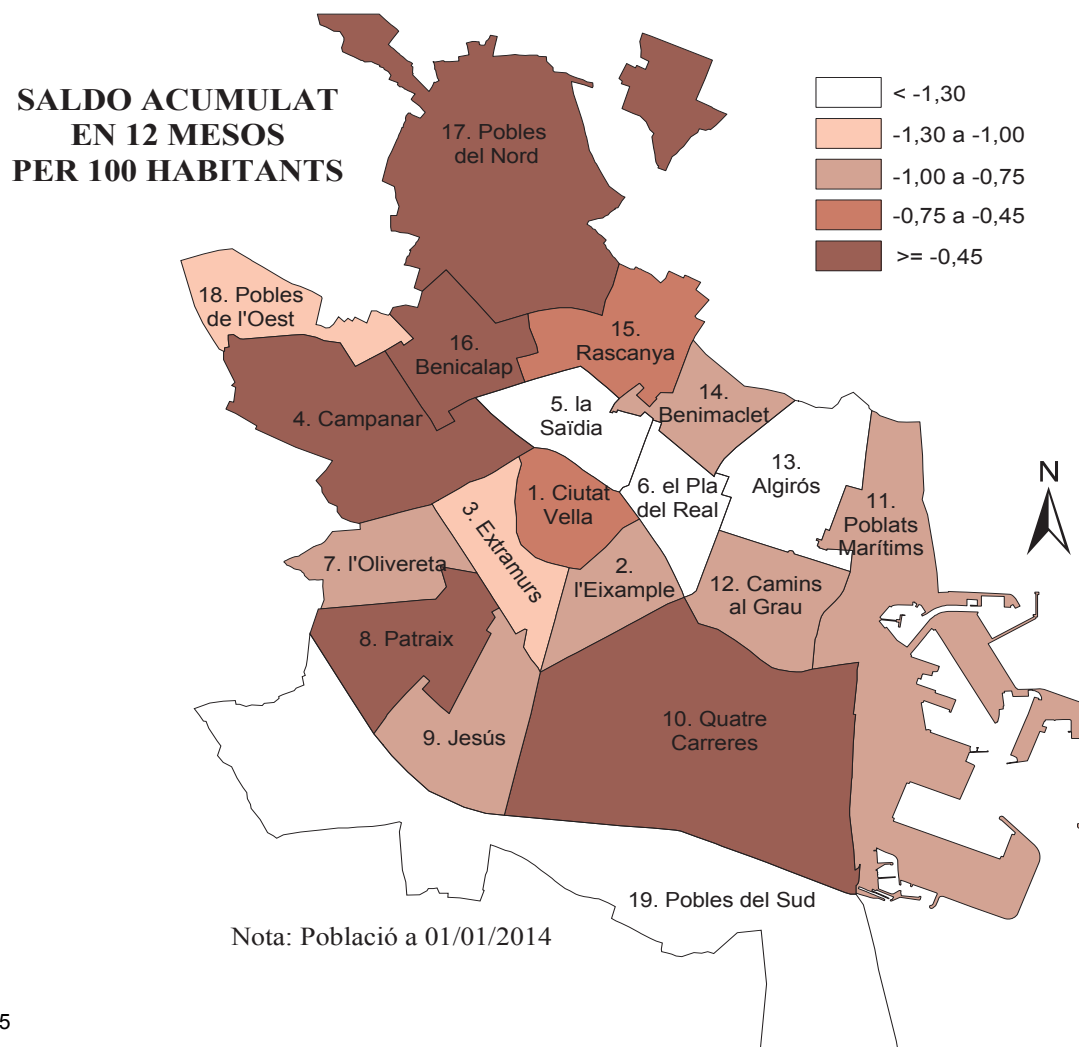 SALDO ACUMULAT
EN 12 MESOS
PER 100 HABITANTS
< -1,30
-1,30 a -1,00
-1,00 a -0,75
-0,75 a -0,45
>= -0,45
17. Pobles
del Nord
18. Pobles
de l'Oest
16.
Benicalap
15.
Rascanya
4. Campanar
5. la
Saïdia
14.
Benimaclet
13.
Algirós
6. el Pla
del Real
1. Ciutat
Vella
3. Extramurs
11.
Poblats
Marítims
N
7. l'Olivereta
2.
l'Eixample
12. Camins
al Grau
8. Patraix
9. Jesús
10. Quatre
Carreres
19. Pobles del Sud
Nota: Població a 01/01/2014
5